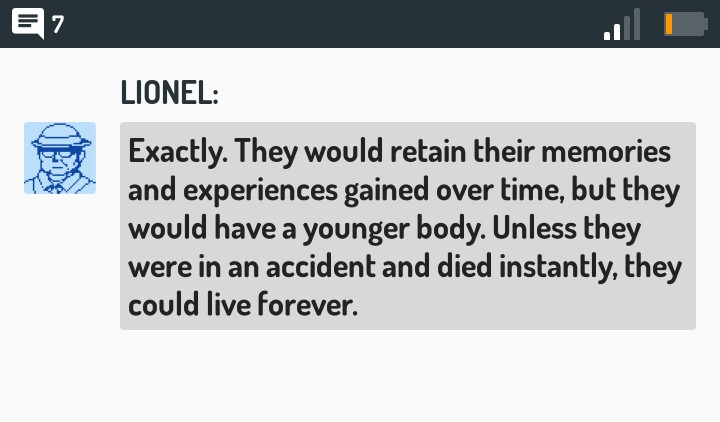 7
LIONEL:
Exactly. They would retain their memories
and experiences gained over time, but they
would have a younger body. Unless they
were in an accident and died instantly, they
could live forever.